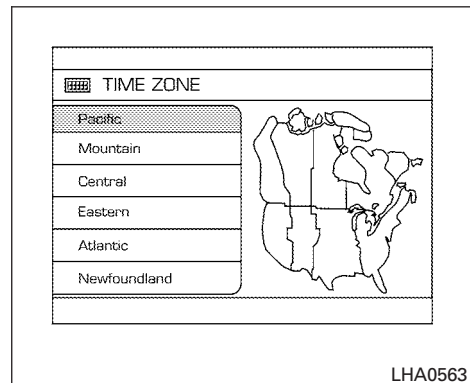 TIME ZONE
Pacific
Mountain
Central
Eastern
Atlantic
Newfoundland
LHA0563